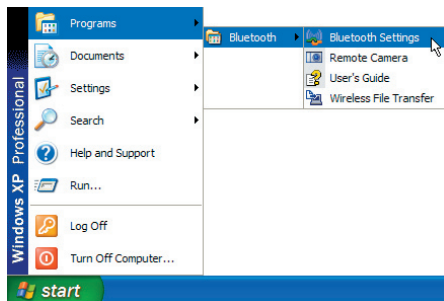 Windows XP Professional
Programs
Documents
Settings
Search
Help and Support
Run...
Log Off
Turn Off Computer...
Bluetooth
Bluetooth Settings
Remote Camera
User's Guide
Wireless File Transfer
start